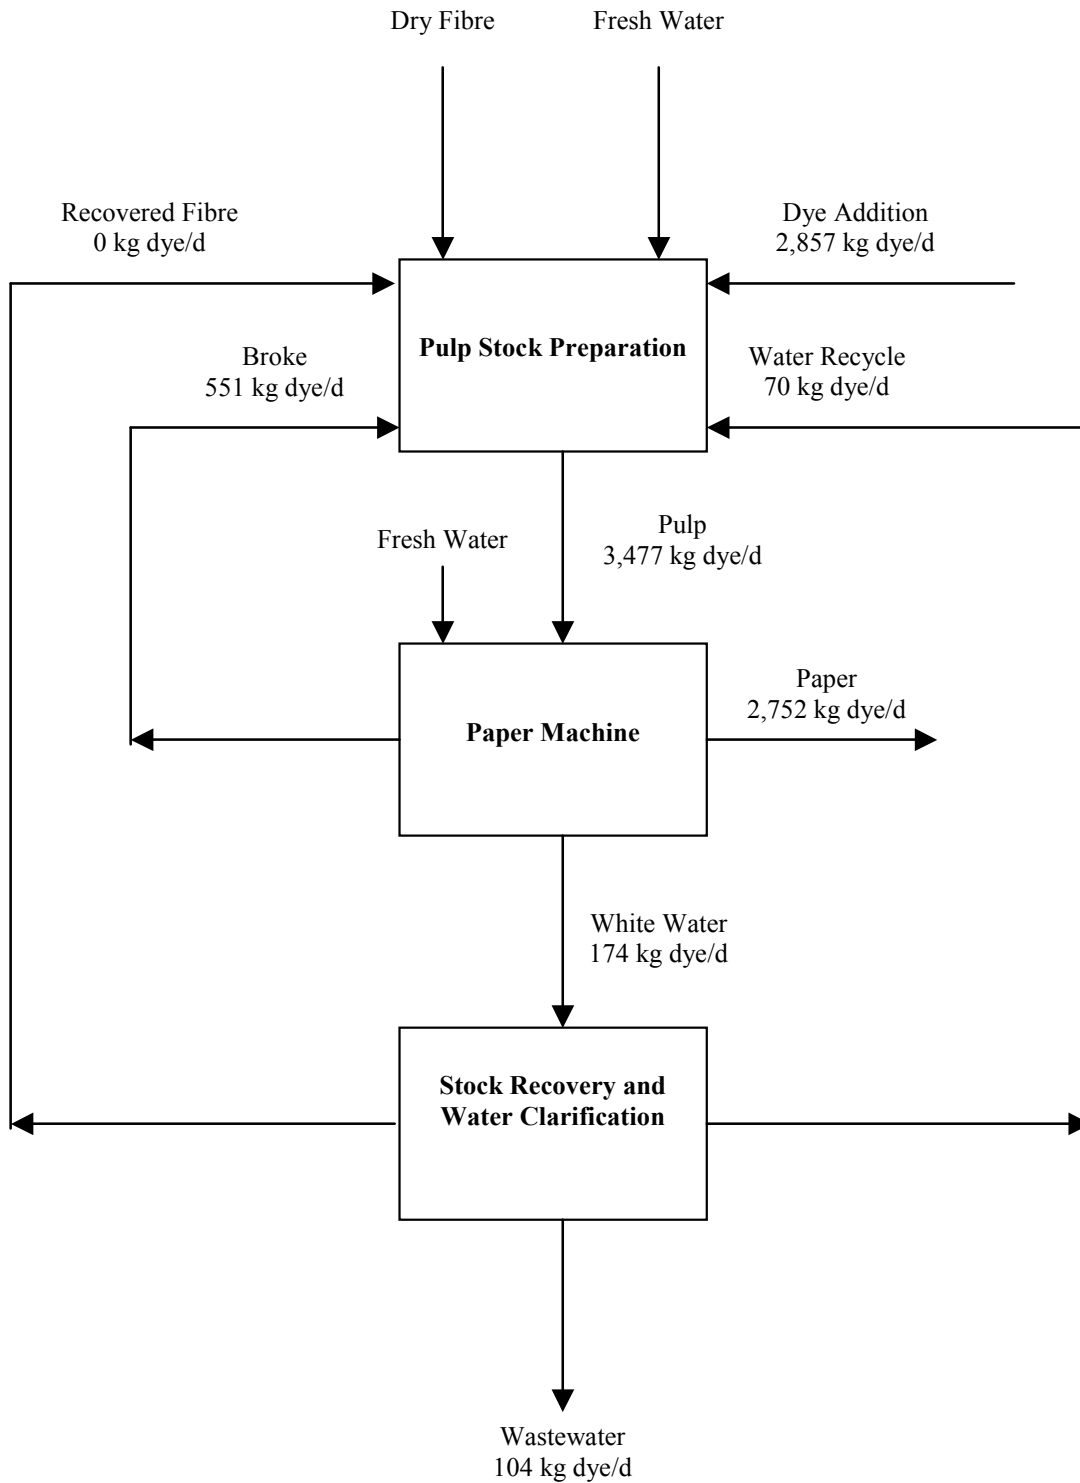 Dry Fibre
Fresh Water
Recovered Fibre
0 kg dye/d
Dye Addition
2,857 kg dye/d
Pulp Stock Preparation
Broke
551 kg dye/d
Water Recycle
70 kg dye/d
Fresh Water
Pulp
3,477 kg dye/d
Paper Machine
Paper
2,752 kg dye/d
White Water
174 kg dye/d
Stock Recovery and
Water Clarification
Wastewater
104 kg dye/d